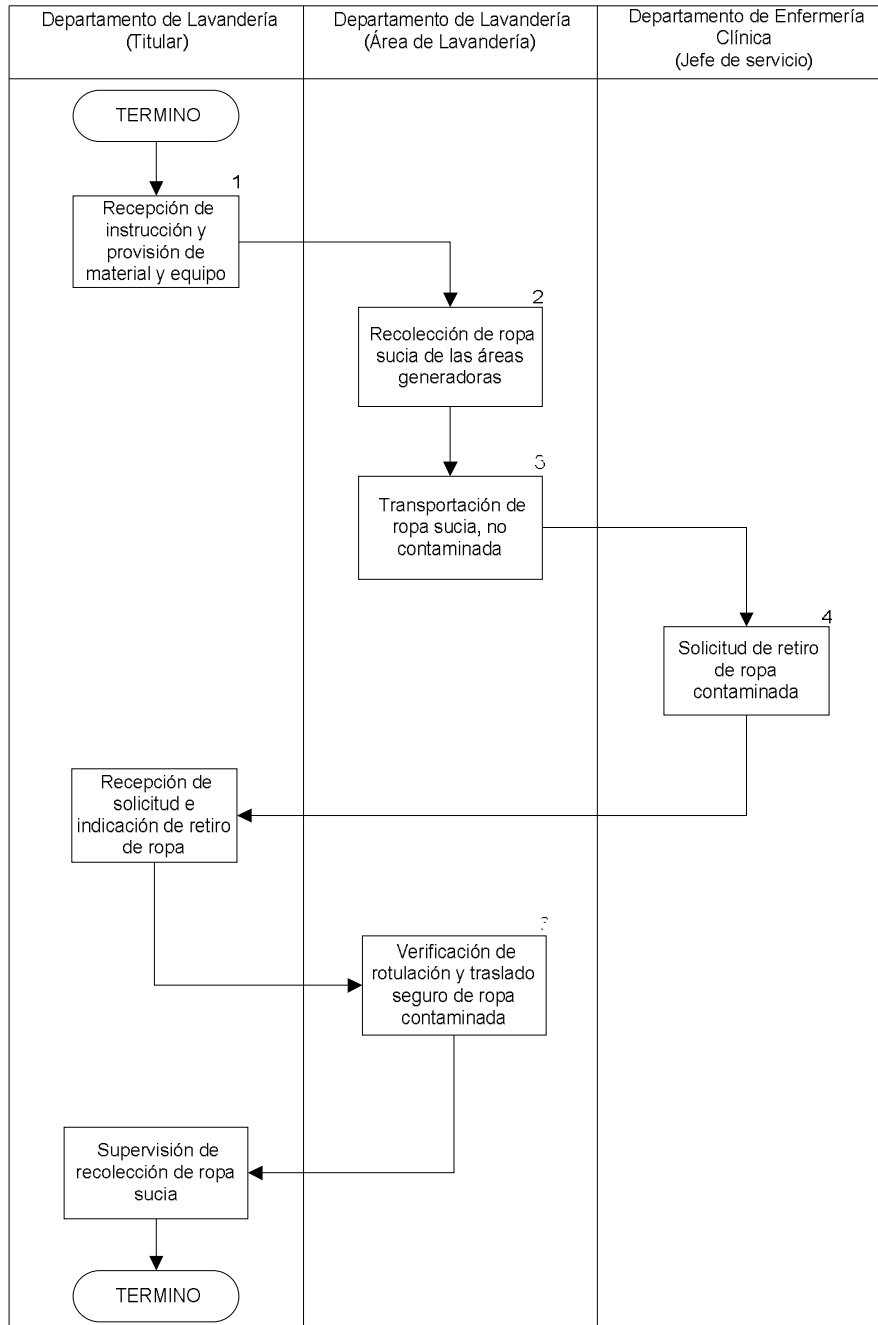 Departamento de Lavandería
(Titular)
Departamento de Lavandería
(Área de Lavandería)
Departamento de Enfermería
Clínica
(Jefe de servicio)
TERMINO
1
Recepción de
instrucción y
provisión de
material y equipo
2
Recolección de ropa
sucia de las áreas
generadoras
Transportación de
ropa sucia, no
contaminada
4
Solicitud de retiro
de ropa
contaminada
Recepción de
solicitud e
indicación de retiro
de ropa
Verificación de
rotulación y traslado
seguro de ropa
contaminada
Supervisión de
recolección de ropa
sucia
TERMINO